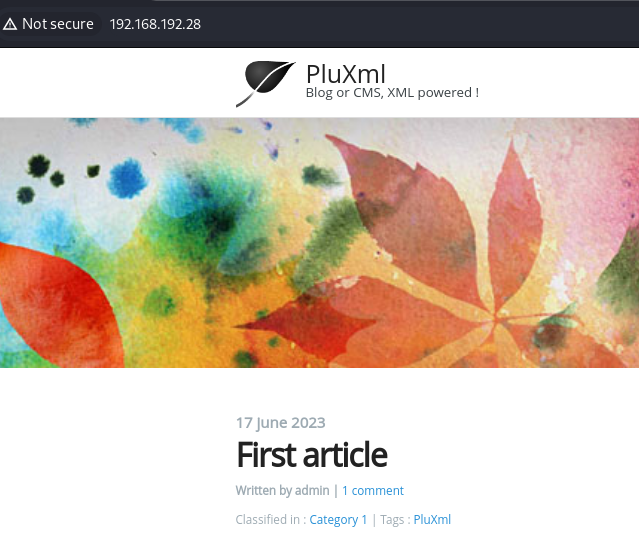 Not secure 192.168.192.28
PluXml
Blog or CMS, XML powered !
17 June 2023
First article
Written by admin | 1 comment
Classified in : Category 1 | Tags : PluXml